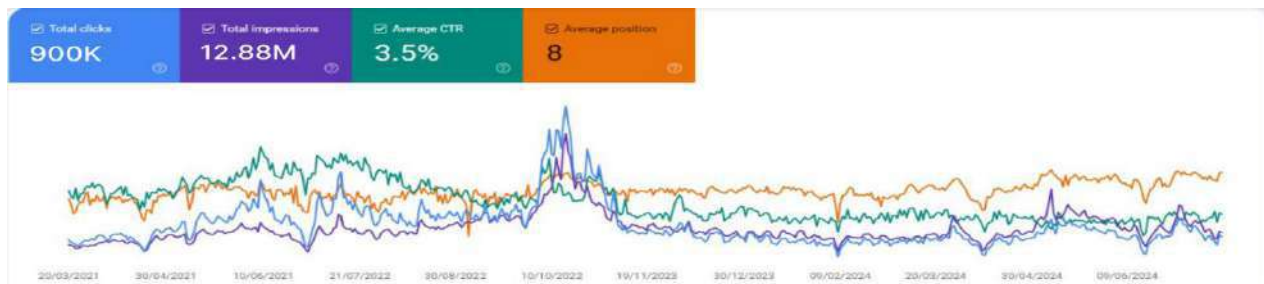 Total clicks
900K
Total impressions
12.88M
Average CTR
3.5%
Average position
8
20/03/2021 30/04/2021 10/06/2021 21/07/2022 30/08/2022 10/10/2022 19/11/2023 30/12/2023 09/02/2024 20/03/2024 30/04/2024 09/06/2024